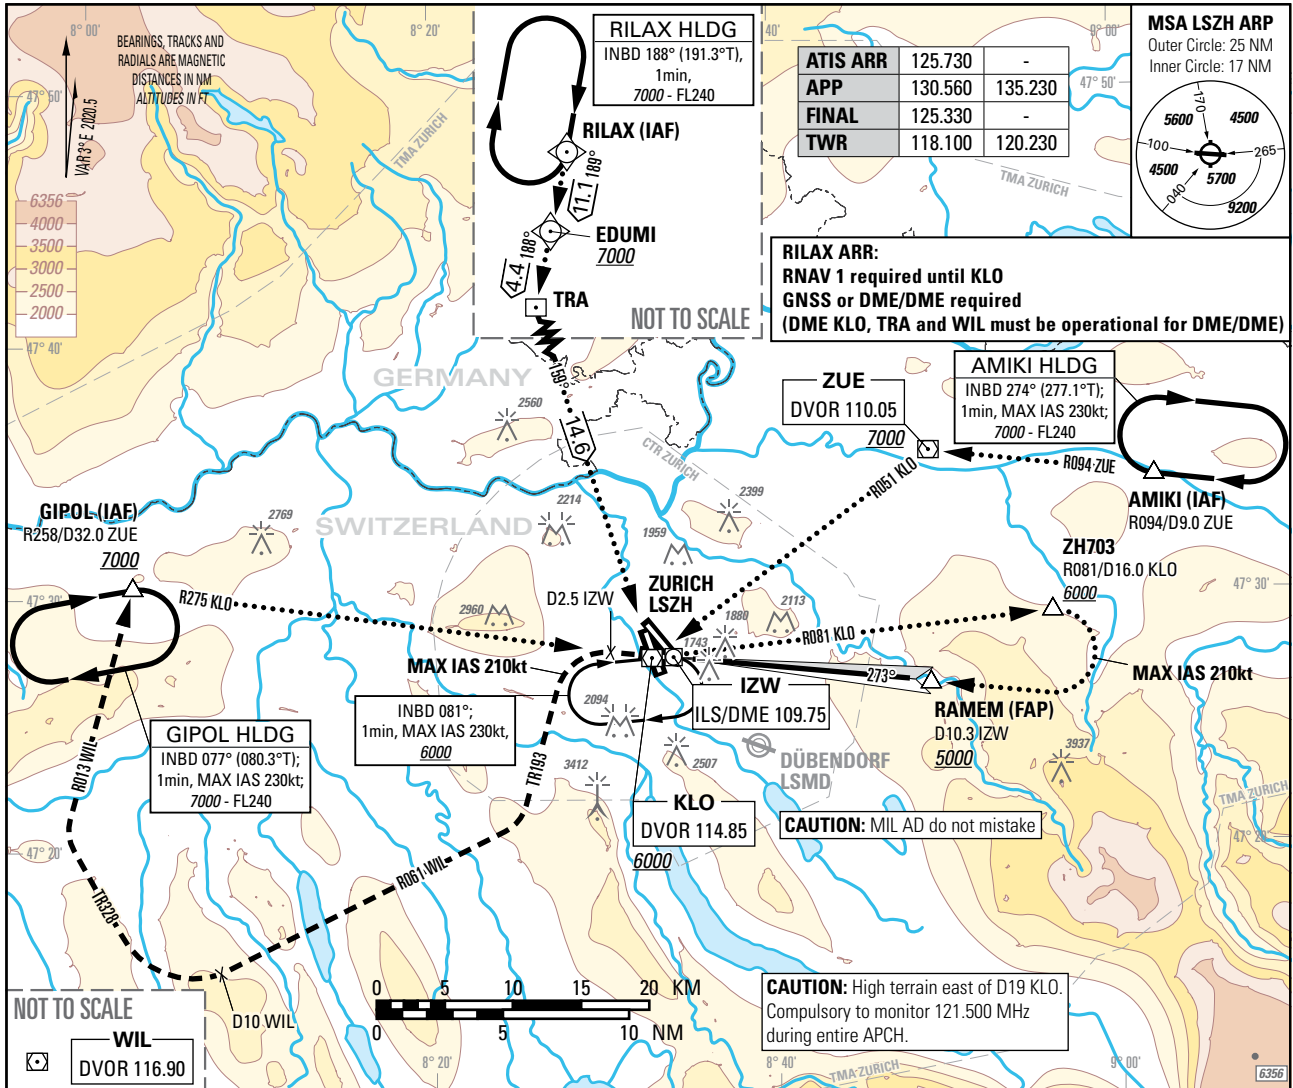 8° 00'
8° 20'
40'
9° 00'
BEARINGS, TRACKS AND
RADIALS ARE MAGNETIC
DISTANCES IN NM
ALTITUDES IN FT
47° 50'
VAR 3° E 2020.5
TMA ZURICH
6356
4000
3500
3000
2500
2000
47° 40'
RILAX HLDG
INBD 188° (191.3°T),
1min,
7000 - FL240
RILAX (IAF)
11.1
189°
EDUMI
7000
4.4
188°
TRA
NOT TO SCALE
ATIS ARR 125.730 -
APP 130.560 135.230
FINAL 125.330 -
TWR 118.100 120.230
47° 50'
TMA ZURICH
MSA LSZH ARP
Outer Circle: 25 NM
Inner Circle: 17 NM
170
5600
4500
100
265
4500
5700
040
9200
RILAX ARR:
RNAV 1 required until KLO
GNSS or DME/DME required
(DME KLO, TRA and WIL must be operational for DME/DME)
GERMANY
159°
14.6
2560
CTR ZURICH
ZUE
DVOR 110.05
7000
AMIKI HLDG
INBD 274° (277.1°T);
1min, MAX IAS 230kt;
7000 - FL240
R094 ZUE
R051 KLO
AMIKI (IAF)
R094/D9.0 ZUE
GIPOL (IAF)
R258/D32.0 ZUE
7000
2769
SWITZERLAND
2214
1959
2399
ZH703
R081/D16.0 KLO
6000
47° 30'
47° 30'
R275 KLO
2960
D2.5 IZW
ZURICH
LSZH
1743
1880
2113
R081 KLO
MAX IAS 210kt
MAX IAS 210kt
273°
IZW
ILS/DME 109.75
RAMEM (FAP)
D10.3 IZW
5000
INBD 081°;
1min, MAX IAS 230kt,
6000
2094
GIPOL HLDG
INBD 077° (080.3°T);
1min, MAX IAS 230kt;
7000 - FL240
R013 WIL
TR193
3412
2507
DÜBENDORF
LSMD
3937
KLO
DVOR 114.85
6000
CAUTION: MIL AD do not mistake
TMA ZURICH
47° 20'
47° 20'
R061 WIL
TR328
D10 WIL
NOT TO SCALE
WIL
DVOR 116.90
0 5 10 15 20 KM
0 5 10 NM
CAUTION: High terrain east of D19 KLO.
Compulsory to monitor 121.500 MHz
during entire APCH.
8° 20'
8° 40'
9° 00'
TMA ZURICH
6356